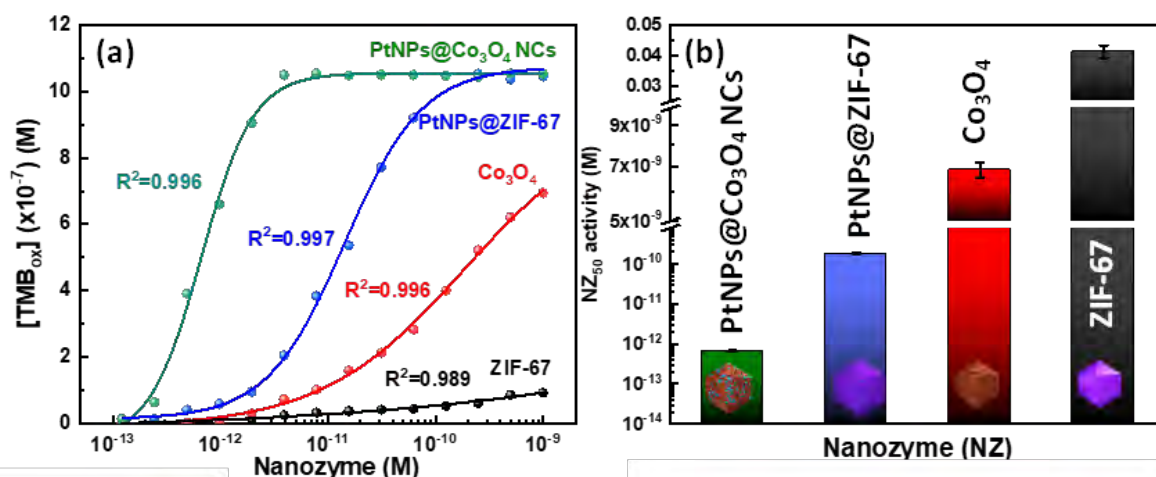 (a)
[TMBox] (x10-7) (M)
12
10
8
6
4
2
0
PtNPs@Co3O4 NCs
PtNPs@ZIF-67
Co3O4
ZIF-67
R2=0.996
R2=0.997
R2=0.996
R2=0.989
10-13
10-12
10-11
10-10
10-9
Nanozyme (M)
(b)
NZ50 activity (M)
0.05
0.04
0.03
9x10-9
7x10-9
5x10-9
10-10
10-11
10-12
10-13
10-14
PtNPs@Co3O4 NCs
PtNPs@ZIF-67
Co3O4
ZIF-67
Nanozyme (NZ)